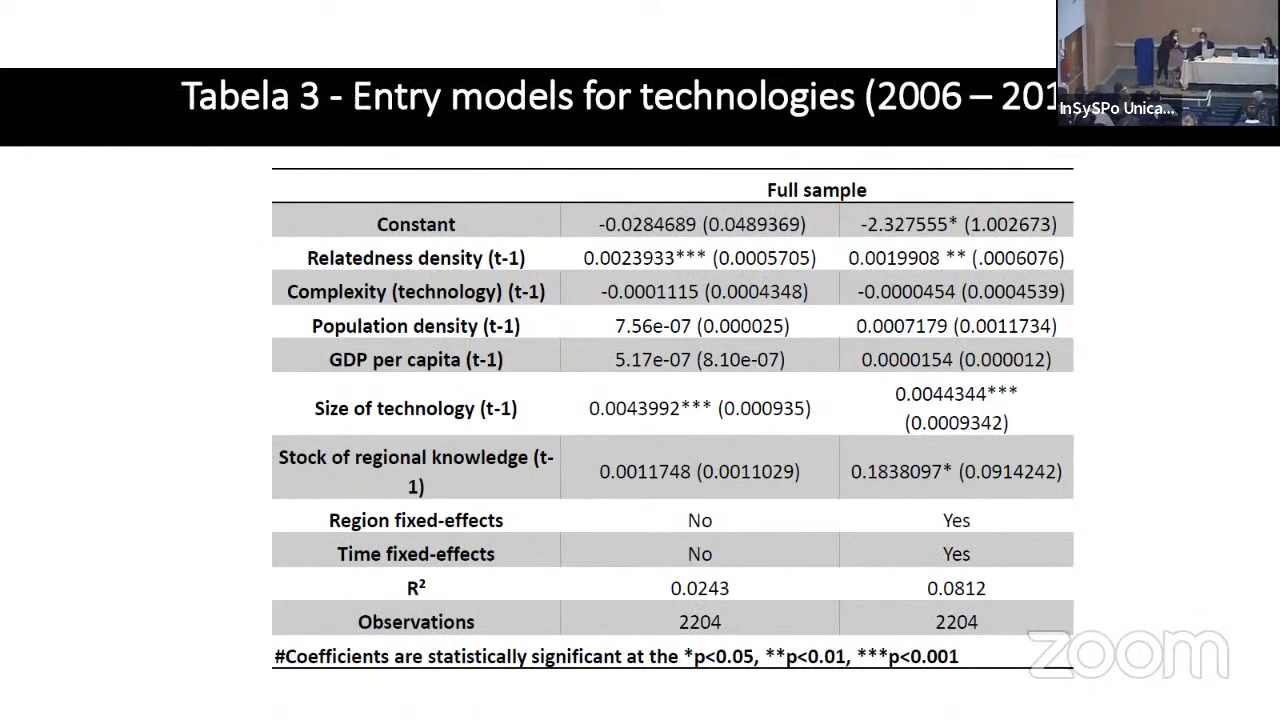 Tabela 3 - Entry models for technologies (2006 – 201
InSySPo Unica...
Full sample
Constant -0.0284689 (0.0489369) -2.327555* (1.002673)
Relatedness density (t-1) 0.0023933*** (0.0005705) 0.0019908 ** (.0006076)
Complexity (technology) (t-1) -0.0001115 (0.0004348) -0.0000454 (0.0004539)
Population density (t-1) 7.56e-07 (0.000025) 0.0007179 (0.0011734)
GDP per capita (t-1) 5.17e-07 (8.10e-07) 0.0000154 (0.000012)
Size of technology (t-1) 0.0043992*** (0.000935) 0.0044344***
(0.0009342)
Stock of regional knowledge (t-
1) 0.0011748 (0.0011029) 0.1838097* (0.0914242)
Region fixed-effects No Yes
Time fixed-effects No Yes
R² 0.0243 0.0812
Observations 2204 2204
#Coefficients are statistically significant at the *p<0.05, **p<0.01, ***p<0.001
zoom